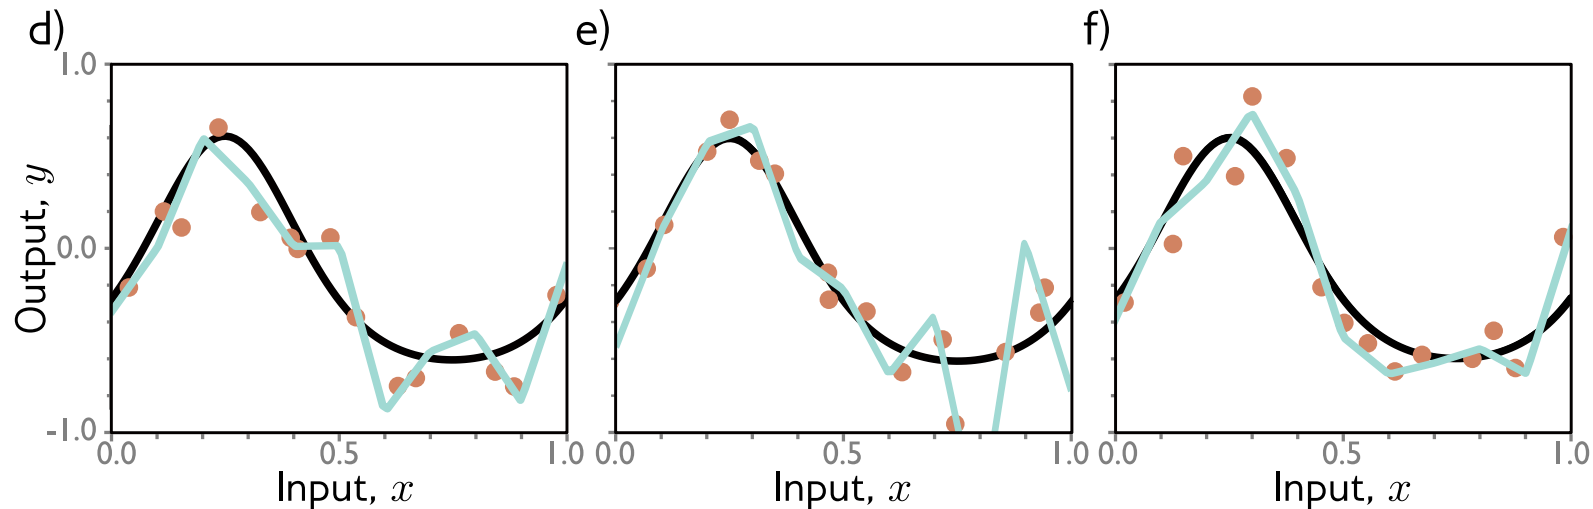 d) e) f)
1.0
0.0
-1.0
Output, y
0.0 0.5 1.0 0.0 0.5 1.0 0.0 0.5 1.0
Input, x Input, x Input, x